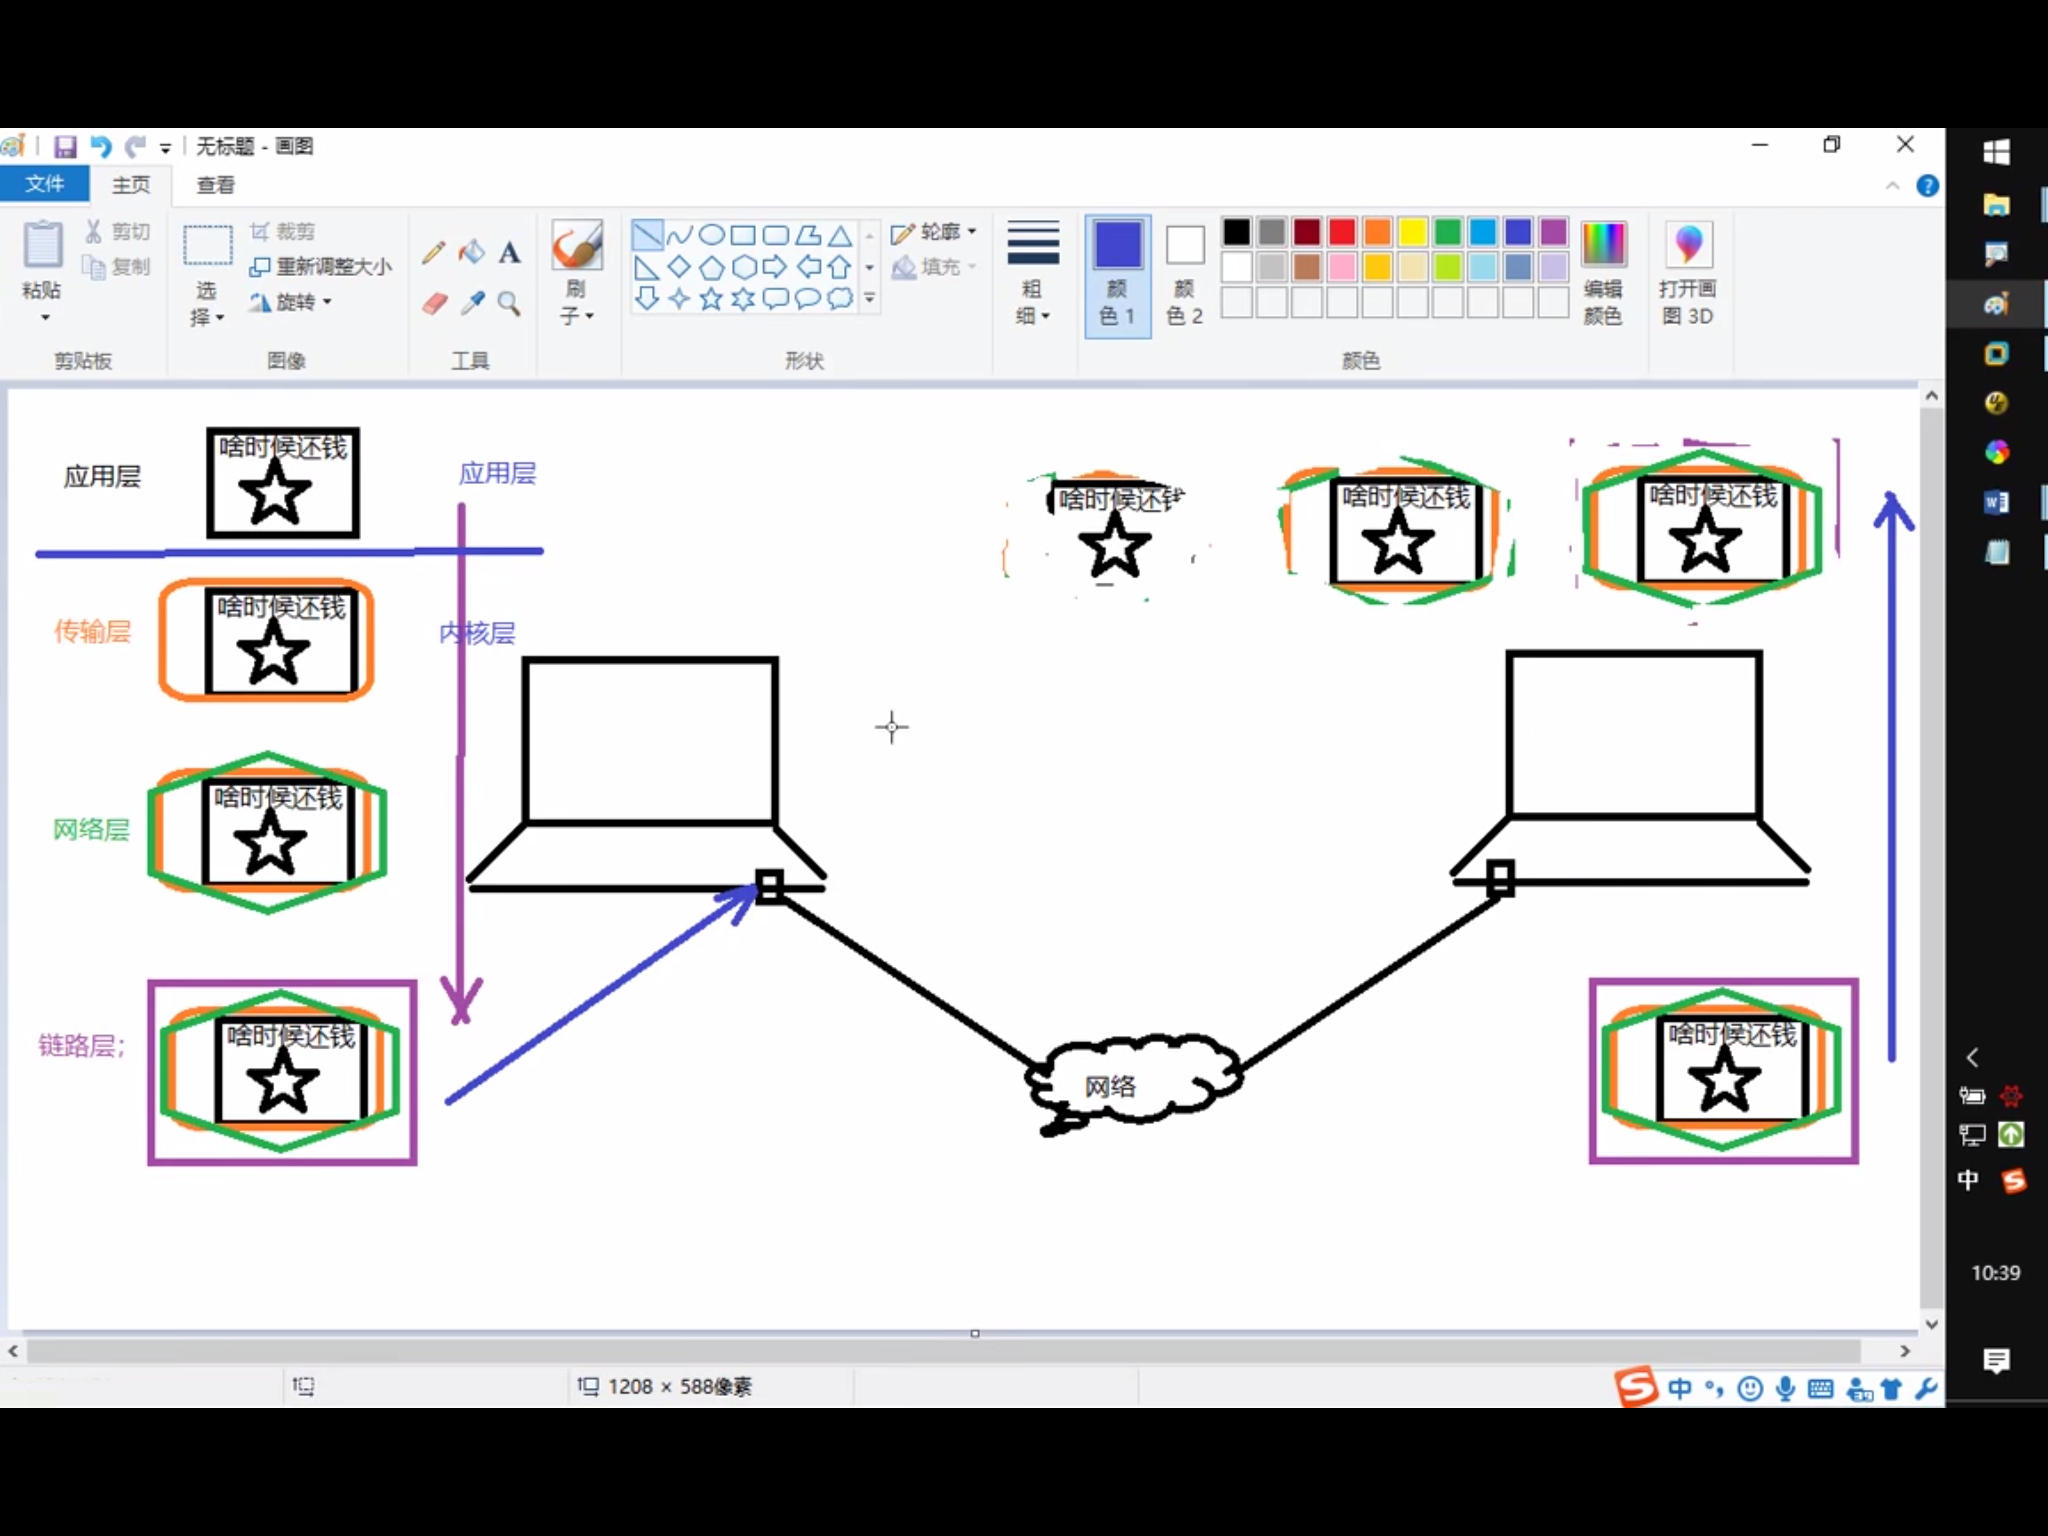 无标题 - 画图
文件
主页
查看
粘贴
剪切
复制
剪贴板
选择
裁剪
重新调整大小
旋转
图像
A
工具
刷子
形状
轮廓
填充
粗细
颜色 1
颜色 2
颜色
编辑颜色
打开画图 3D
应用层
啥时候还钱
应用层
传输层
啥时候还钱
内核层
网络层
啥时候还钱
链路层;
啥时候还钱
啥时候还钱
啥时候还钱
啥时候还钱
网络
啥时候还钱
1208 × 588像素
中
中
10:39